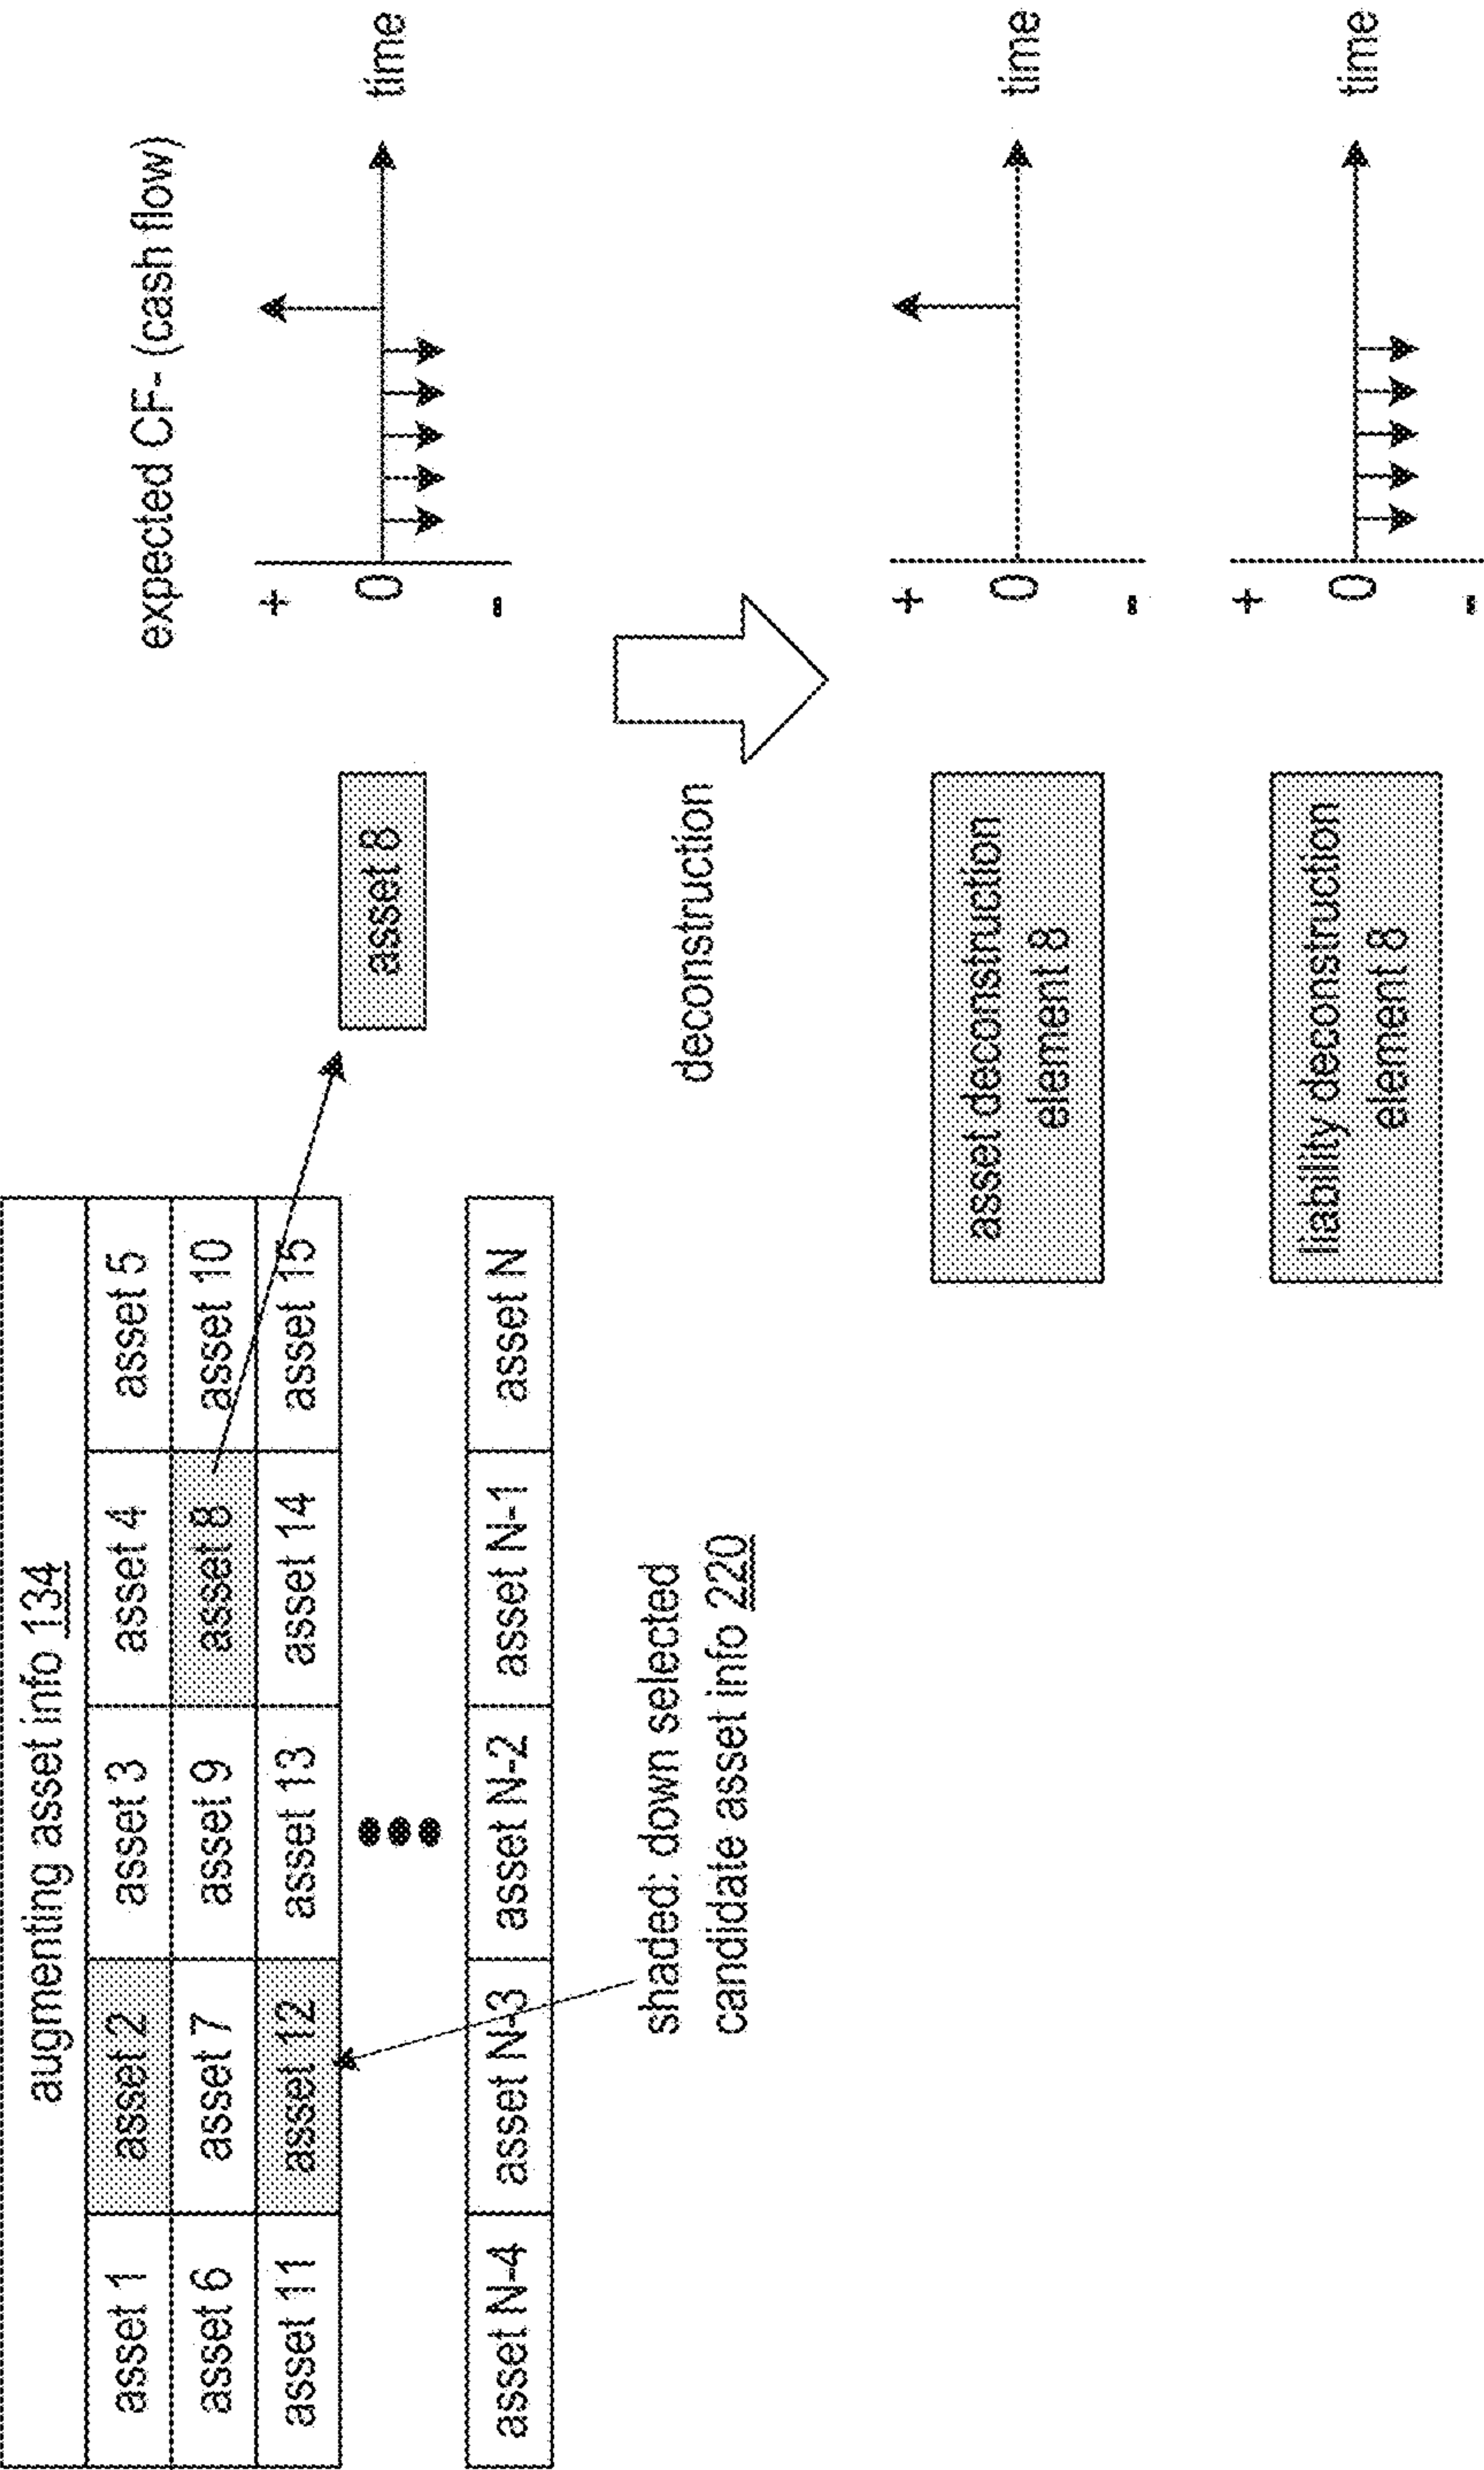 augmenting asset info 134
asset 1 asset 2 asset 3 asset 4 asset 5
asset 6 asset 7 asset 9 asset 8 asset 10
asset 11 asset 12 asset 13 asset 14 asset 15
asset N-4 asset N-3 asset N-2 asset N-1 asset N
shaded: down selected
candidate asset info 220
expected CF- (cash flow)
asset 8
+
0
-
time
deconstruction
asset deconstruction
element 8
+
0
-
time
liability deconstruction
element 8
+
0
-
time